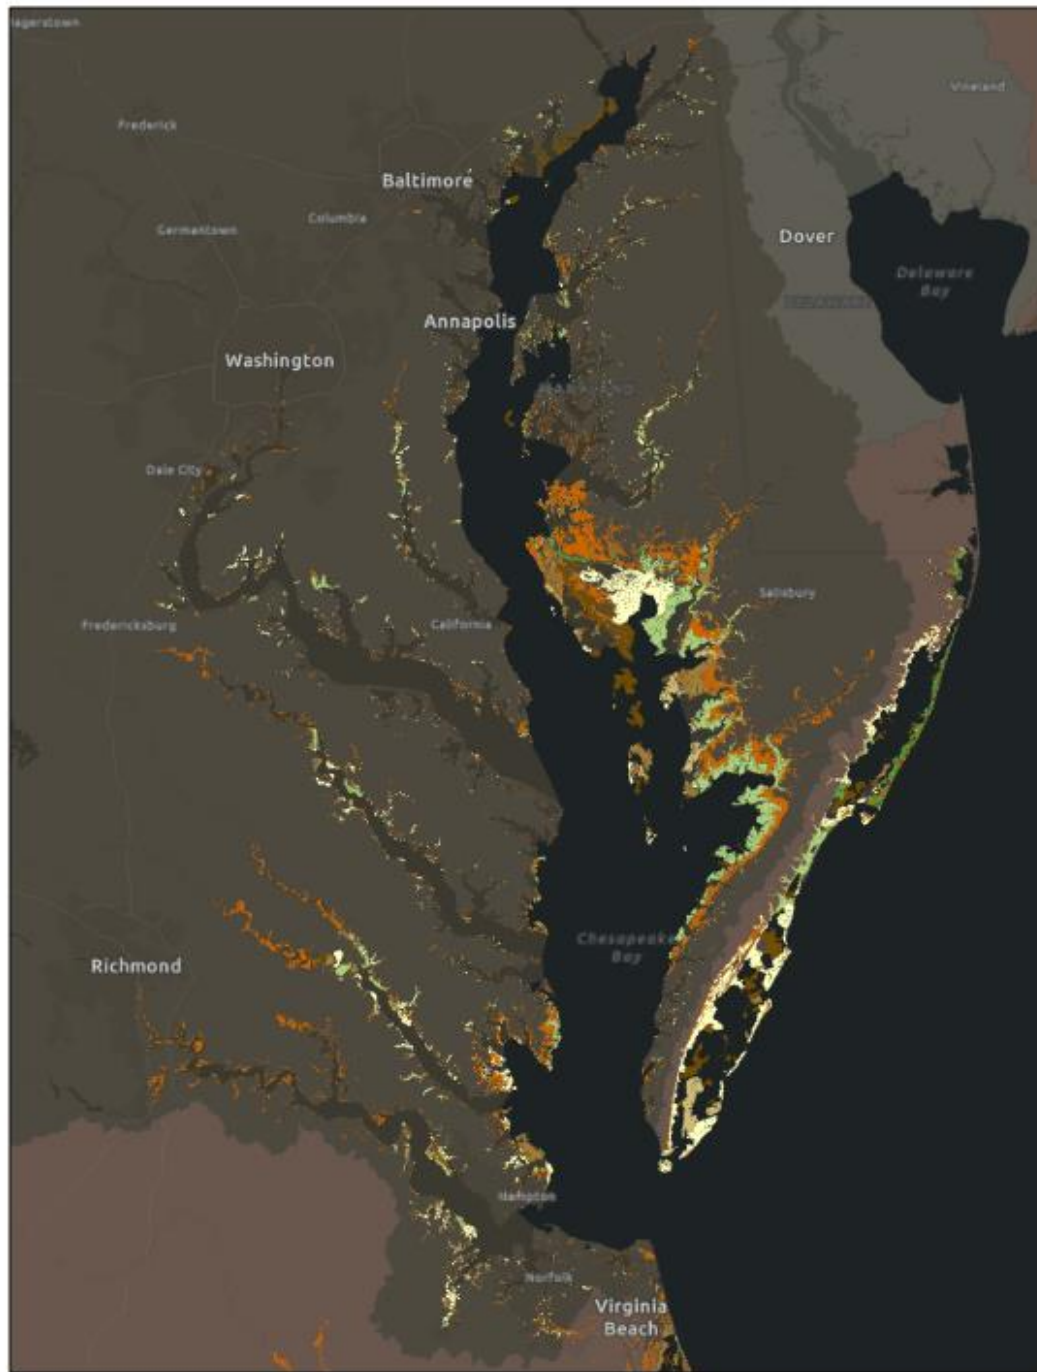 agerstown
Vineland
Frederick
Baltimore
Columbia
Germantown
Dover
Delaware
Bay
Annapolis
Washington
Dale City
Salisbury
Fredericksburg
California
Chesapeake
Bay
Richmond
Hampton
Norfolk
Virginia
Beach